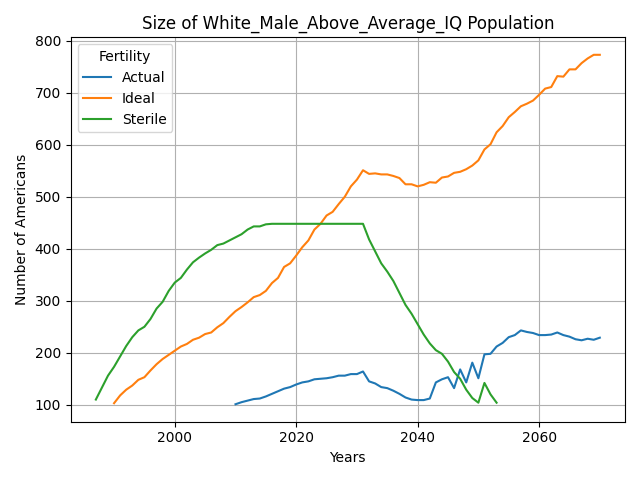 Size of White_Male_Above_Average_IQ Population
Fertility
Actual
Ideal
Sterile
Number of Americans
800
700
600
500
400
300
200
100
2000
2020
2040
2060
Years